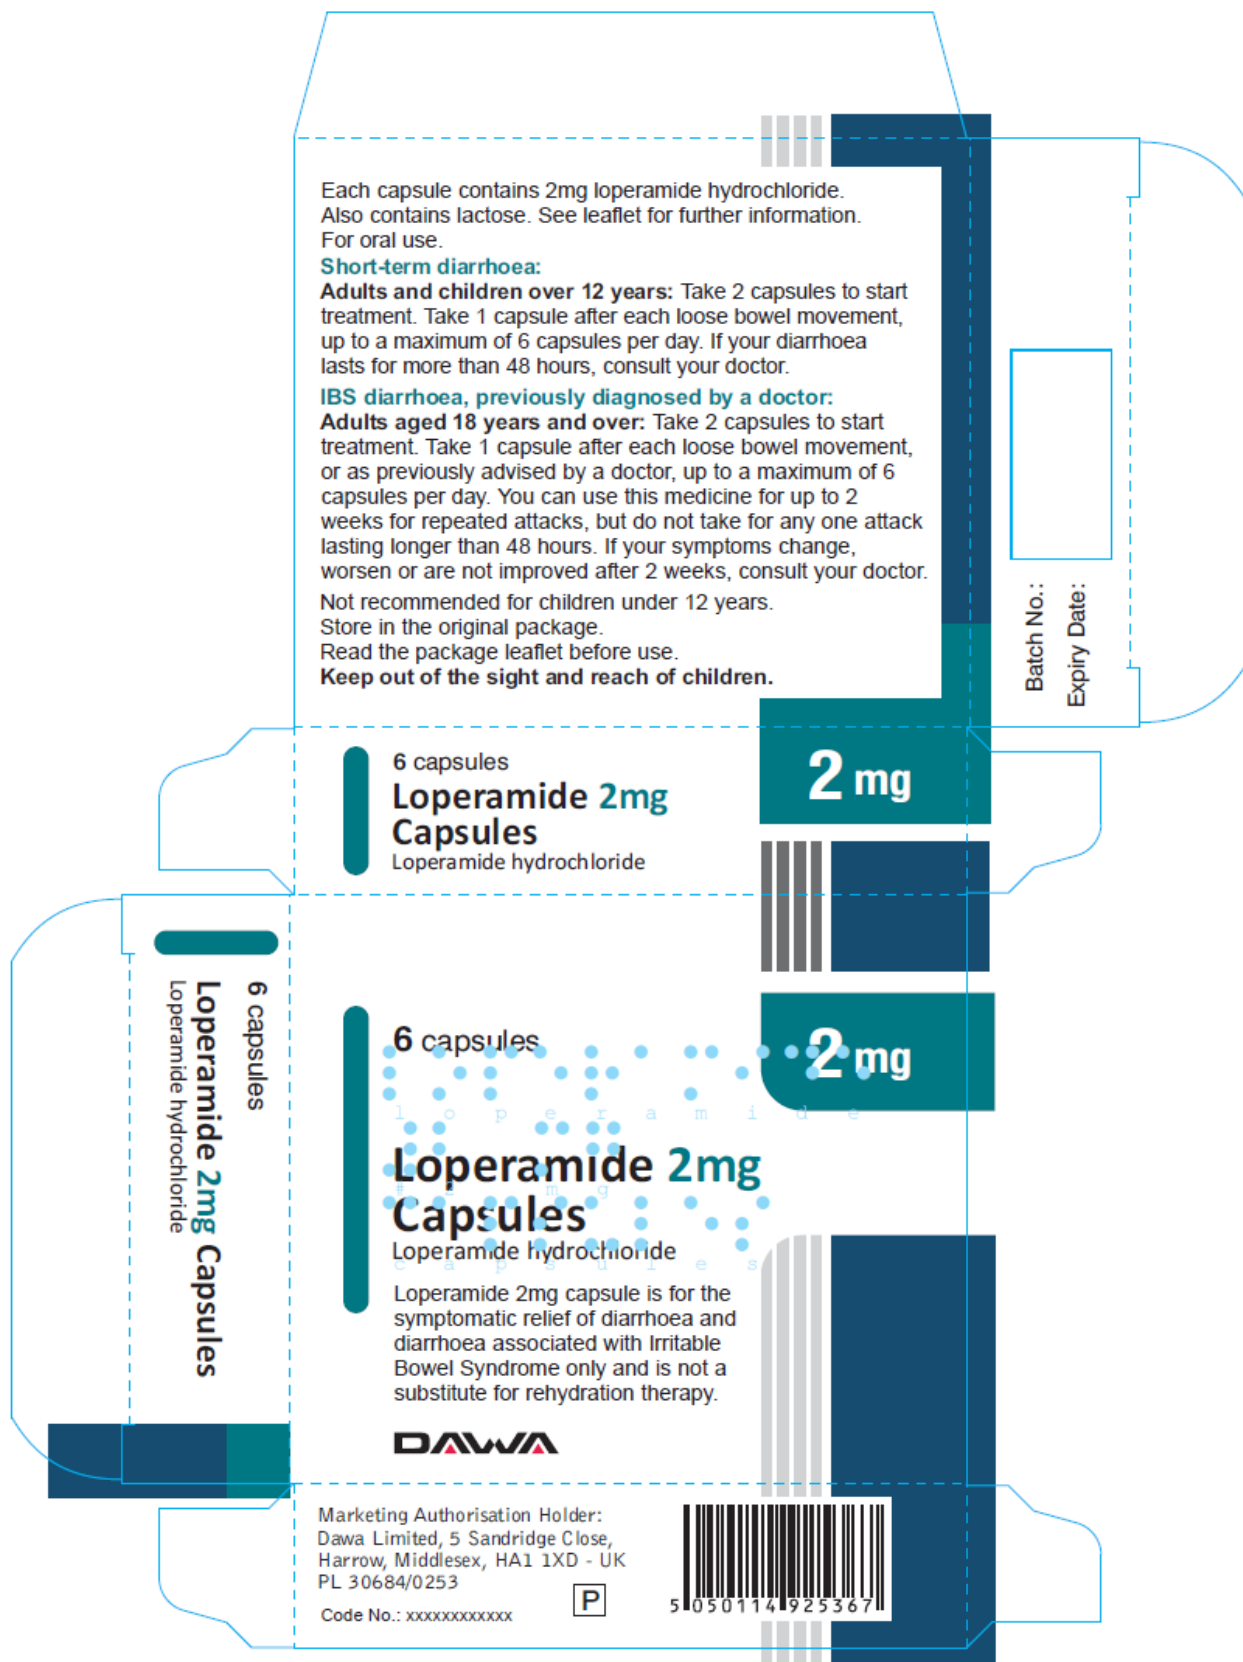 Each capsule contains 2mg loperamide hydrochloride.
Also contains lactose. See leaflet for further information.
For oral use.
Short-term diarrhoea:
Adults and children over 12 years: Take 2 capsules to start
treatment. Take 1 capsule after each loose bowel movement,
up to a maximum of 6 capsules per day. If your diarrhoea
lasts for more than 48 hours, consult your doctor.
IBS diarrhoea, previously diagnosed by a doctor:
Adults aged 18 years and over: Take 2 capsules to start
treatment. Take 1 capsule after each loose bowel movement,
or as previously advised by a doctor, up to a maximum of 6
capsules per day. You can use this medicine for up to 2
weeks for repeated attacks, but do not take for any one attack
lasting longer than 48 hours. If your symptoms change,
worsen or are not improved after 2 weeks, consult your doctor.
Not recommended for children under 12 years.
Store in the original package.
Read the package leaflet before use.
Keep out of the sight and reach of children.
Batch No.:
Expiry Date:
6 capsules
Loperamide 2mg
Capsules
Loperamide hydrochloride
2 mg
6 capsules
Loperamide 2mg Capsules
Loperamide hydrochloride
6 capsules
2 mg
loperamide
Loperamide 2mg
#2 mg
Capsules
Loperamide hydrochloride
capsules
Loperamide 2mg capsule is for the
symptomatic relief of diarrhoea and
diarrhoea associated with Irritable
Bowel Syndrome only and is not a
substitute for rehydration therapy.
DAWA
Marketing Authorisation Holder:
Dawa Limited, 5 Sandridge Close,
Harrow, Middlesex, HA1 1XD - UK
PL 30684/0253
Code No.: xxxxxxxxxxxx
P
5 050114 925367